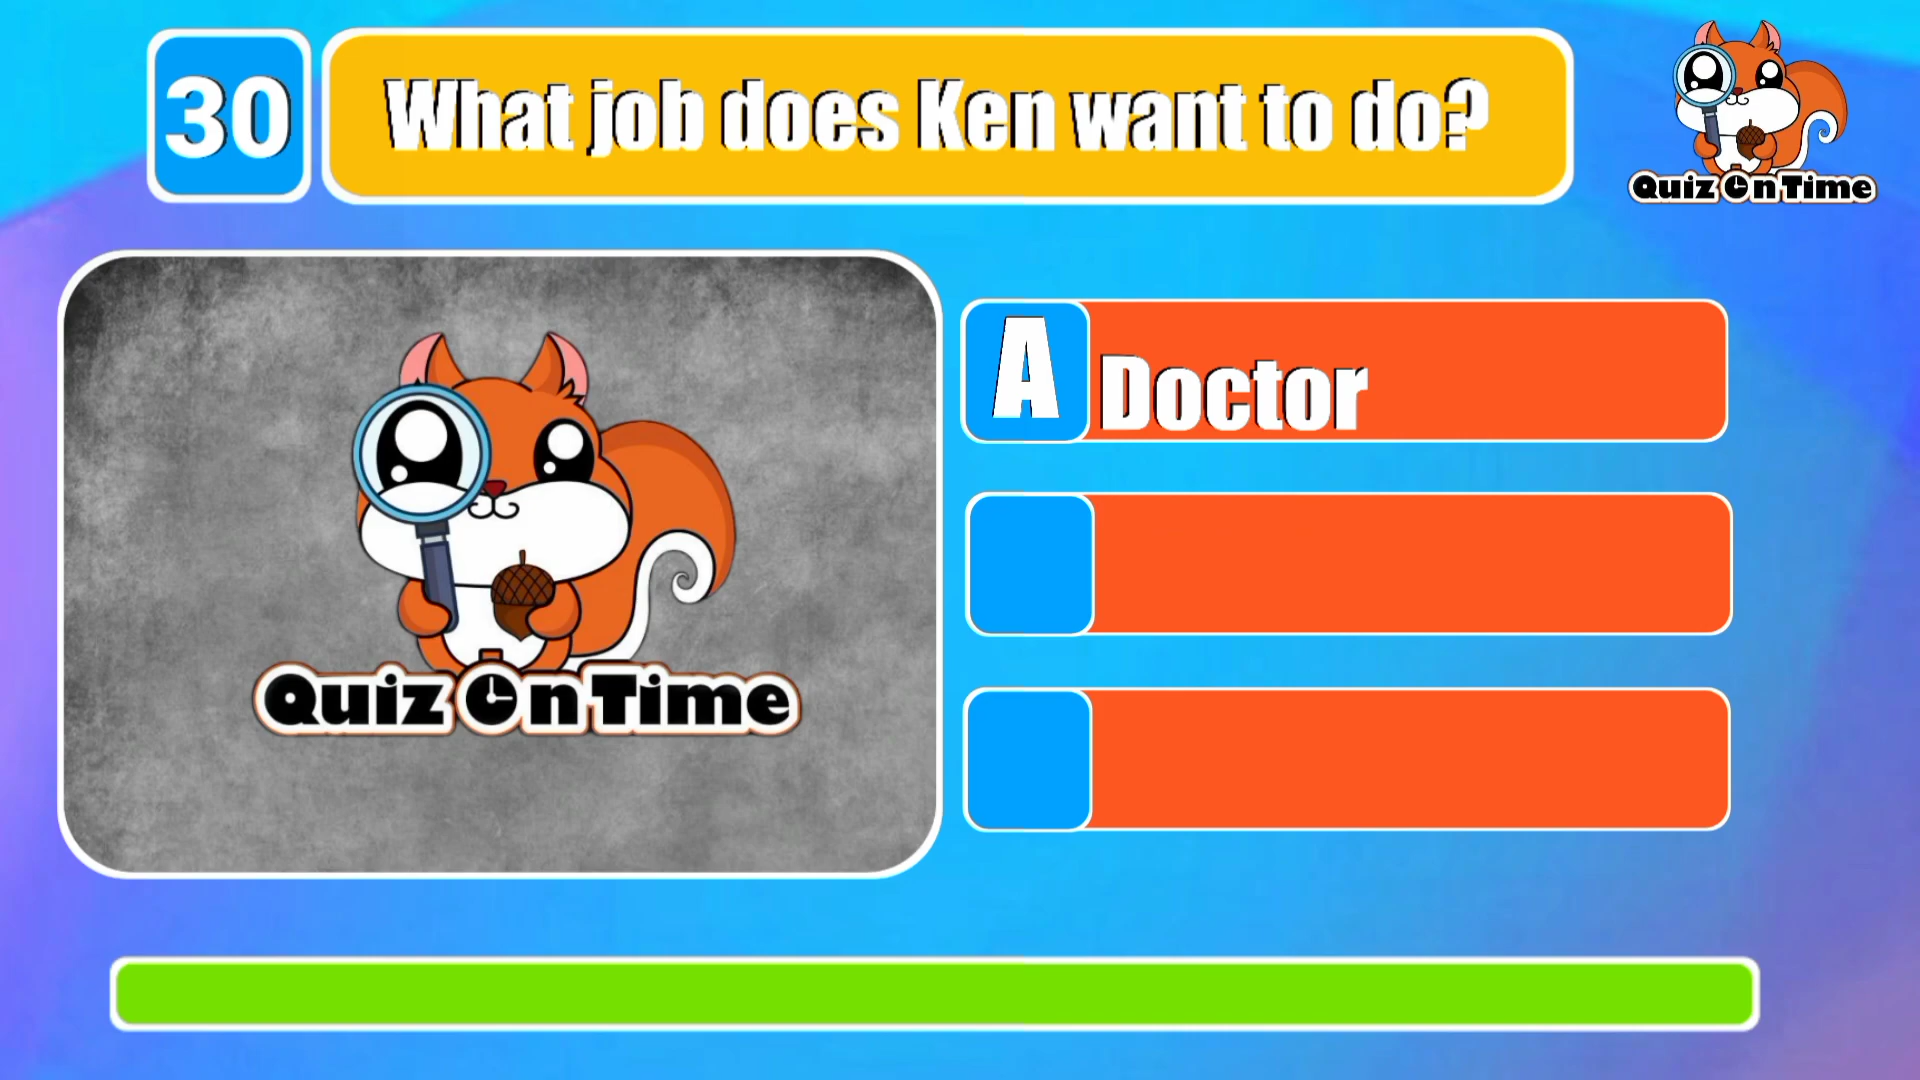 30
What job does Ken want to do?
Quiz On Time
A
Doctor
Quiz On Time